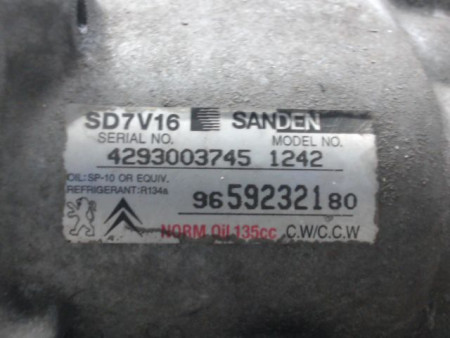 SD7V16 SANDEN
SERIAL NO. MODEL NO.
4293003745 1242
OIL:SP-10 OR EQUIV.
REFRIGERANT:R134a
9659232180
NORM Oil 135cc C.W/C.C.W